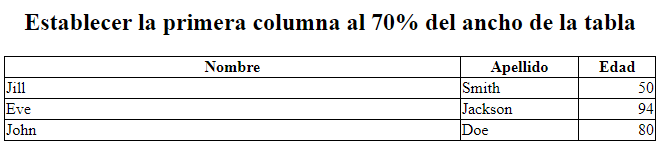 Establecer la primera columna al 70% del ancho de la tabla
Nombre Apellido Edad
Jill Smith 50
Eve Jackson 94
John Doe 80